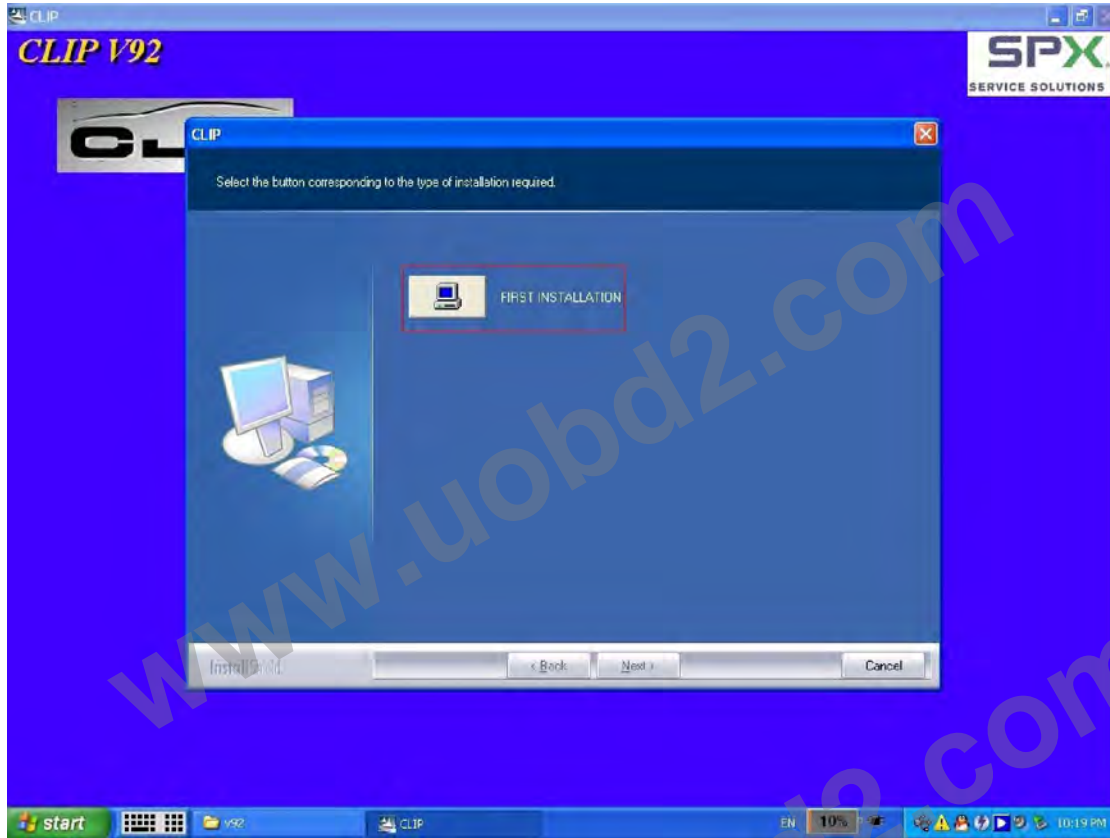 CLIP
CLIP V92
SPX
SERVICE SOLUTIONS
CLIP
Select the button corresponding to the type of installation required.
FIRST INSTALLATION
www.uobd2.com
InstallShield
< Back
Next >
Cancel
start
v92
CLIP
EN
10%
10:19 PM